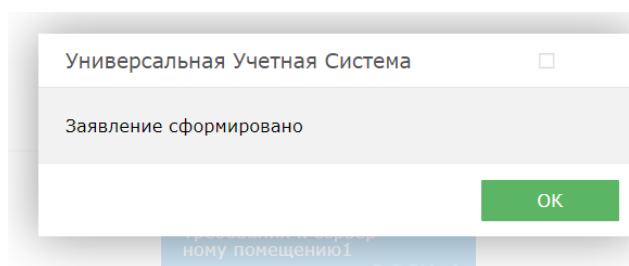 Универсальная Учетная Система
Заявление сформировано
OK
ному помещению1